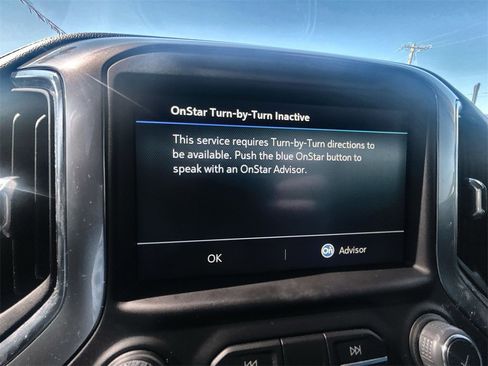 OnStar Turn-by-Turn Inactive
This service requires Turn-by-Turn directions to
be available. Push the blue OnStar button to
speak with an OnStar Advisor.
OK
On Advisor